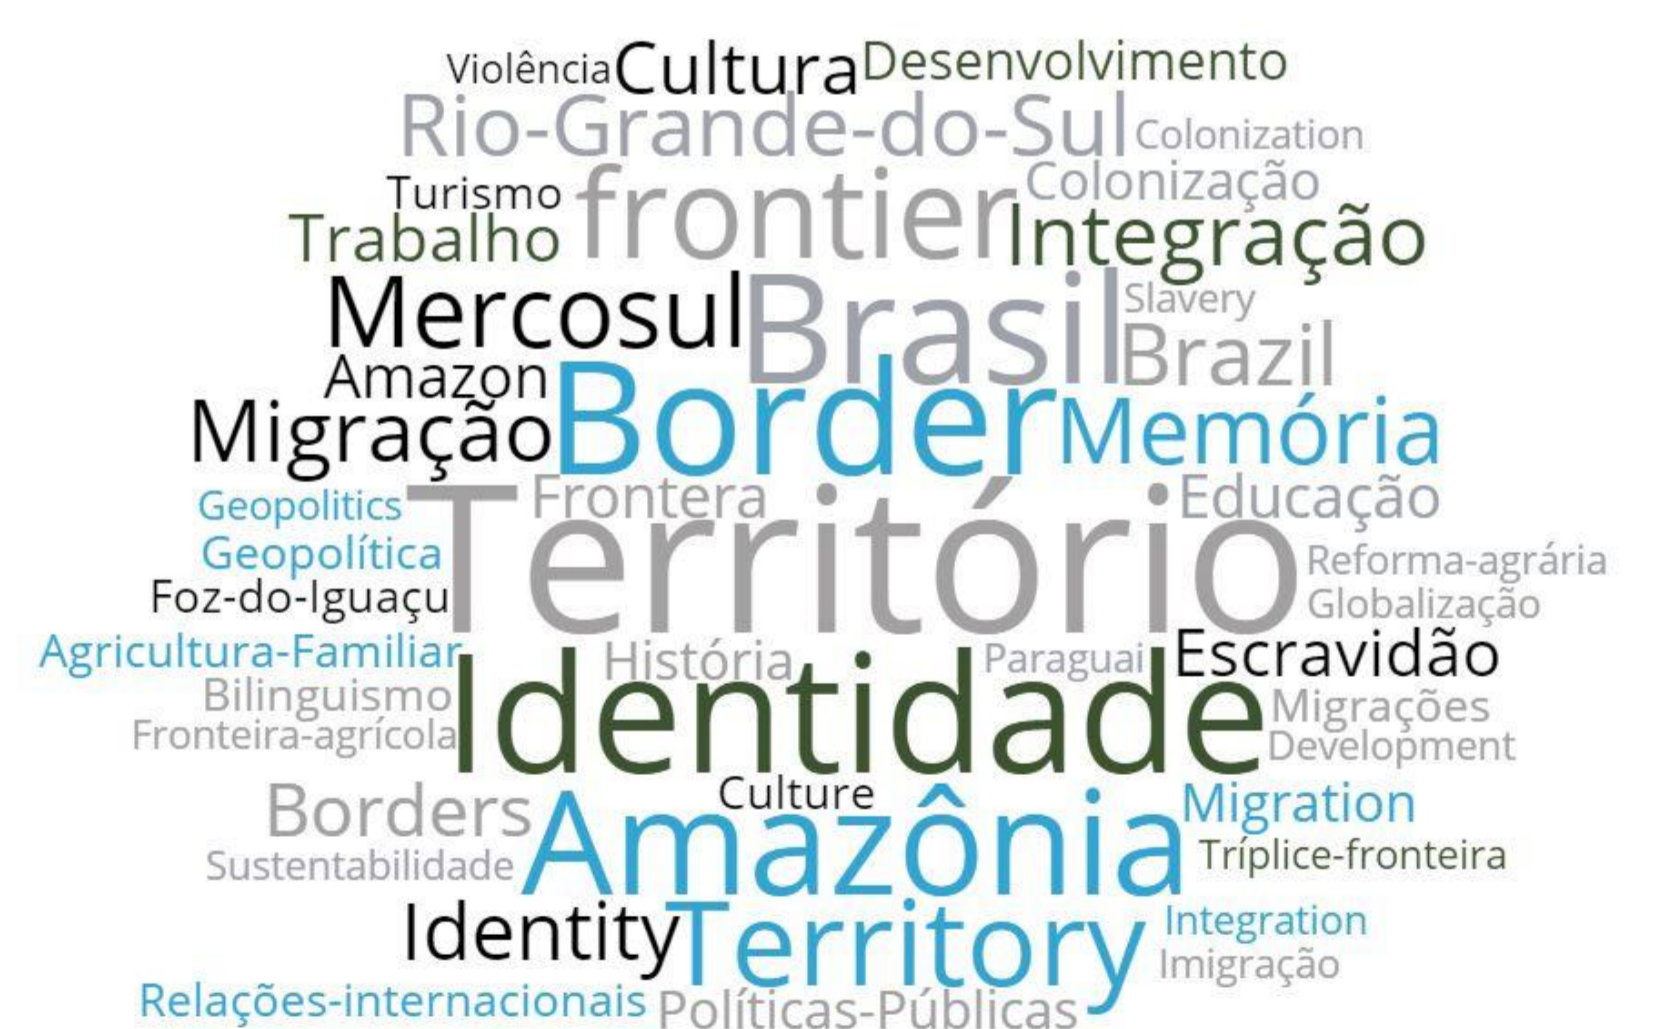 Violência Cultura Desenvolvimento
Rio-Grande-do-Sul Colonization
Turismo frontier Colonização
Trabalho Integração
Mercosul Brasil Slavery
Brazil
Amazon
Migração Border Memória
Geopolitics Frontera Educação
Geopolítica Território Reforma-agrária
Foz-do-Iguaçu Globalização
Agricultura-Familiar História Paraguai Escravidão
Bilinguismo Identidade Migrações
Fronteira-agrícola Development
Borders Culture Migration
Sustentabilidade Amazônia Tríplice-fronteira
Identity Territory Integration
Imigração
Relações-internacionais Políticas-Públicas